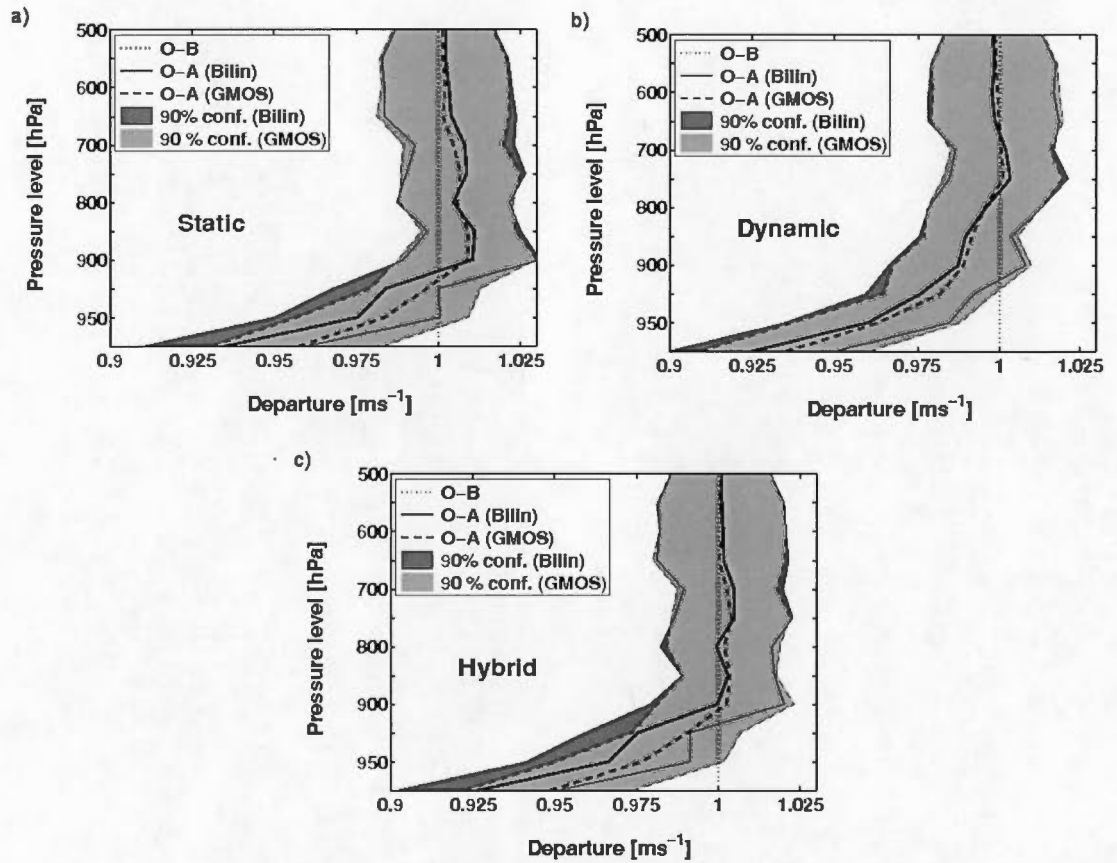 a)
500
600
700
800
900
950
Pressure level [hPa]
O−B
O−A (Bilin)
O−A (GMOS)
90% conf. (Bilin)
90 % conf. (GMOS)
Static
0.9 0.925 0.95 0.975 1 1.025
Departure [ms⁻¹]
b)
500
600
700
800
900
950
Pressure level [hPa]
O−B
O−A (Bilin)
O−A (GMOS)
90% conf. (Bilin)
90 % conf. (GMOS)
Dynamic
0.9 0.925 0.95 0.975 1 1.025
Departure [ms⁻¹]
c)
500
600
700
800
900
950
Pressure level [hPa]
O−B
O−A (Bilin)
O−A (GMOS)
90% conf. (Bilin)
90 % conf. (GMOS)
Hybrid
0.9 0.925 0.95 0.975 1 1.025
Departure [ms⁻¹]